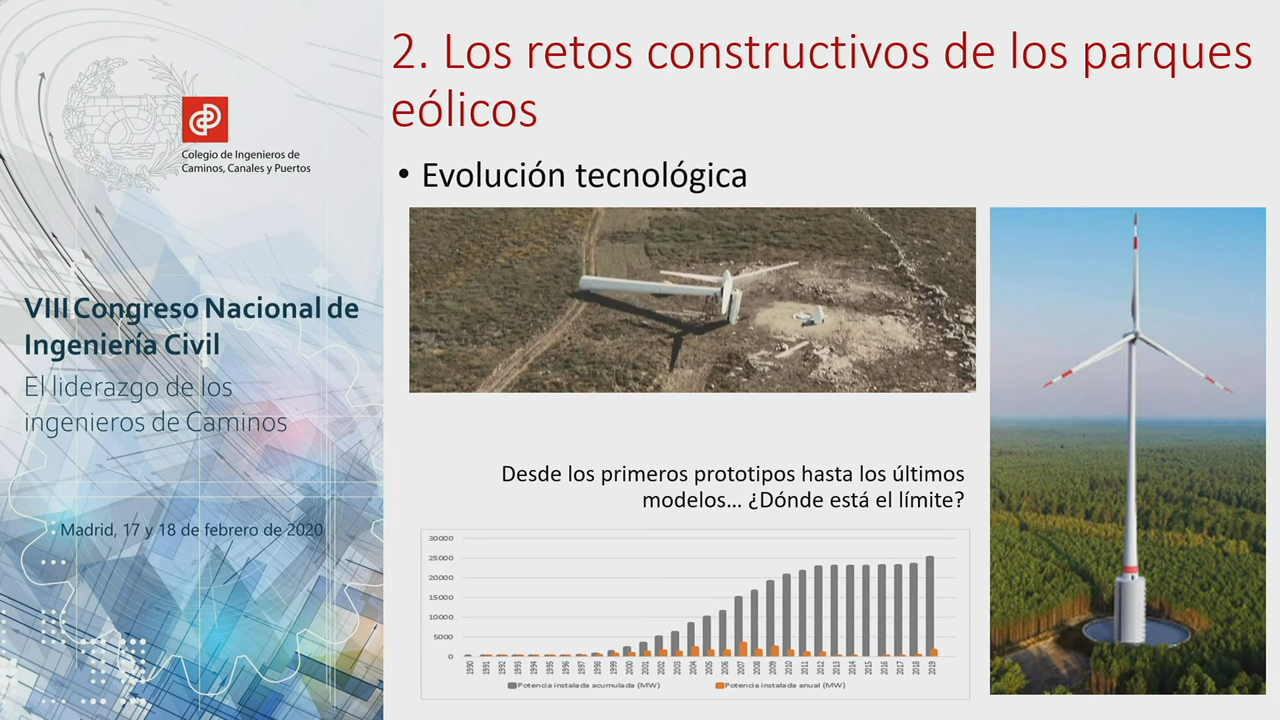 2. Los retos constructivos de los parques
eólicos
Colegio de Ingenieros de
Caminos, Canales y Puertos
• Evolución tecnológica
VIII Congreso Nacional de
Ingeniería Civil
El liderazgo de los
ingenieros de Caminos
Madrid, 17 y 18 de febrero de 2020
Desde los primeros prototipos hasta los últimos
modelos... ¿Dónde está el límite?
30000
25000
20000
15000
10000
5000
0
1990 1991 1992 1993 1994 1995 1996 1997 1998 1999 2000 2001 2002 2003 2004 2005 2006 2007 2008 2009 2010 2011 2012 2013 2014 2015 2016 2017 2018 2019
Potencia instalada acumulada (MW) Potencia instalada anual (MW)